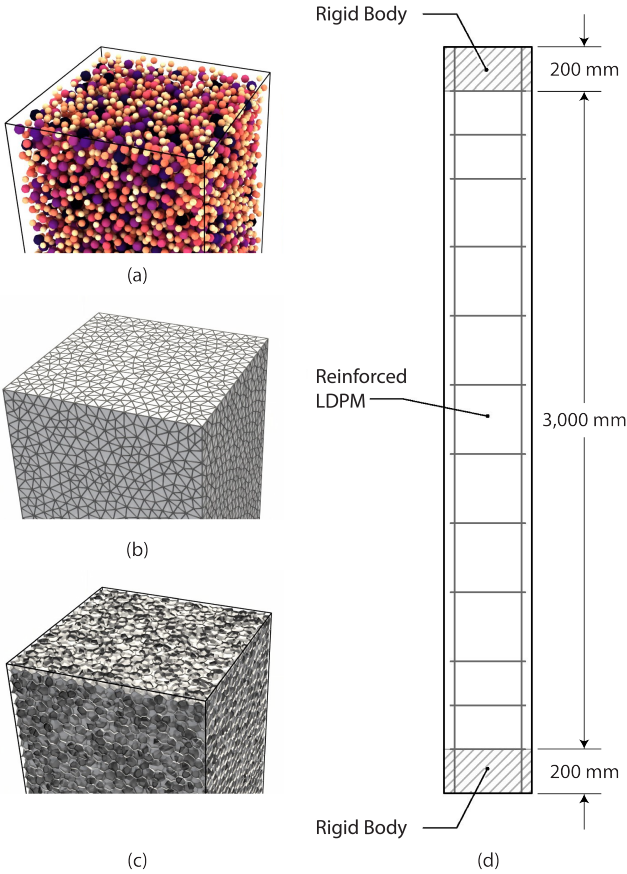 Rigid Body
200 mm
(a)
Reinforced
LDPM
3,000 mm
(b)
200 mm
Rigid Body
(c)
(d)